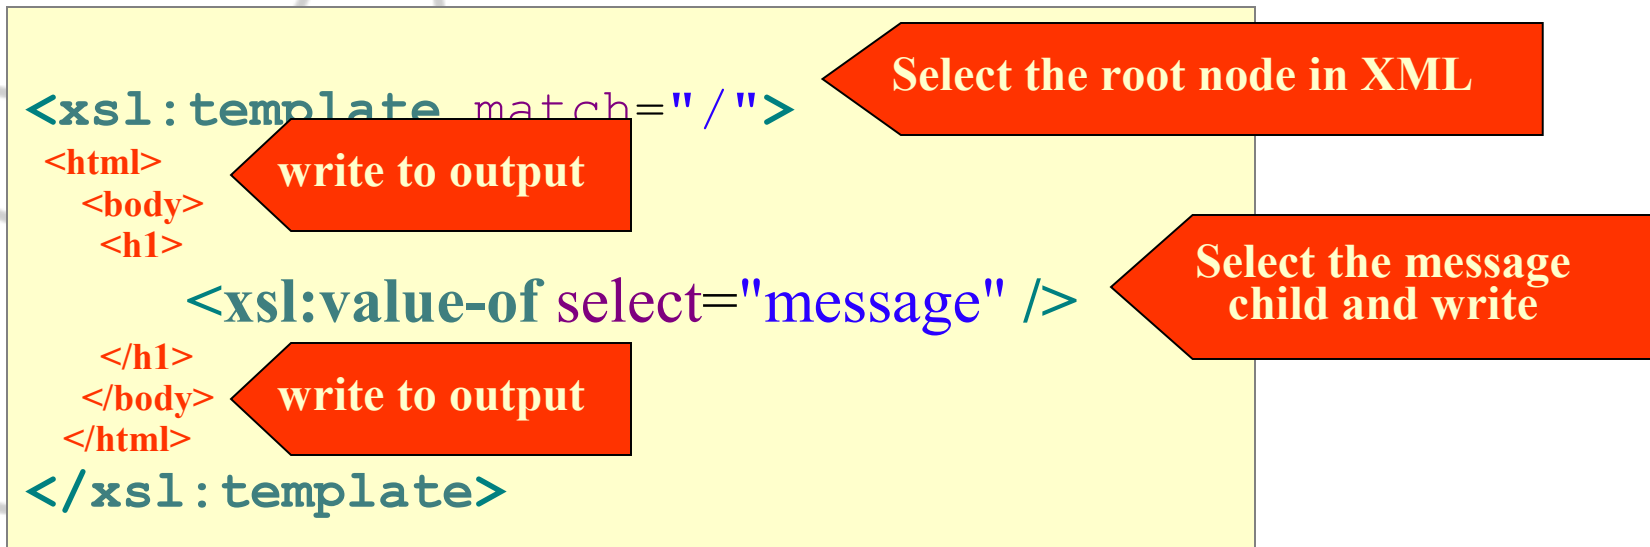 <xsl:template match="/">
Select the root node in XML
<html>
write to output
<body>
<h1>
<xsl:value-of select="message" />
Select the message
child and write
</h1>
</body>
write to output
</html>
</xsl:template>